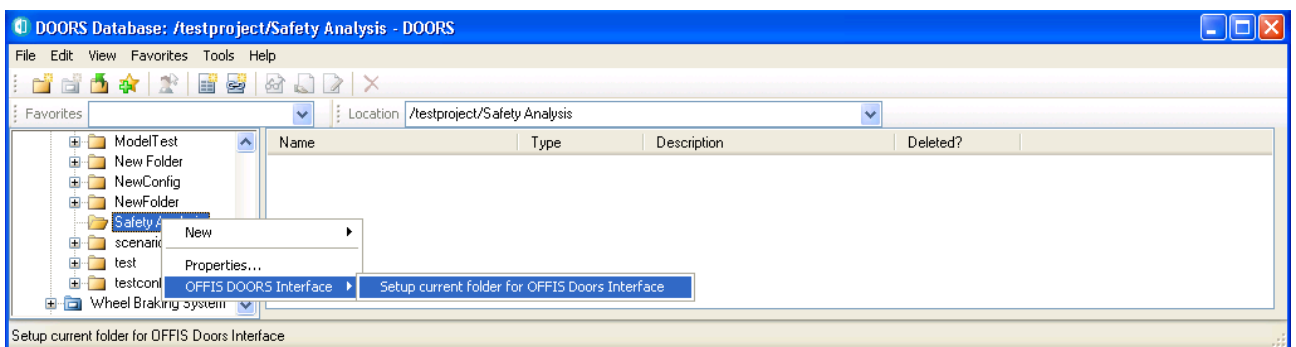 DOORS Database: /testproject/Safety Analysis - DOORS
File Edit View Favorites Tools Help
Favorites Location /testproject/Safety Analysis
Name Type Description Deleted?
ModelTest
New Folder
NewConfig
NewFolder
Safety
New
scenario
Properties...
test
testconf
OFFIS DOORS Interface Setup current folder for OFFIS Doors Interface
Wheel Braking System
Setup current folder for OFFIS Doors Interface